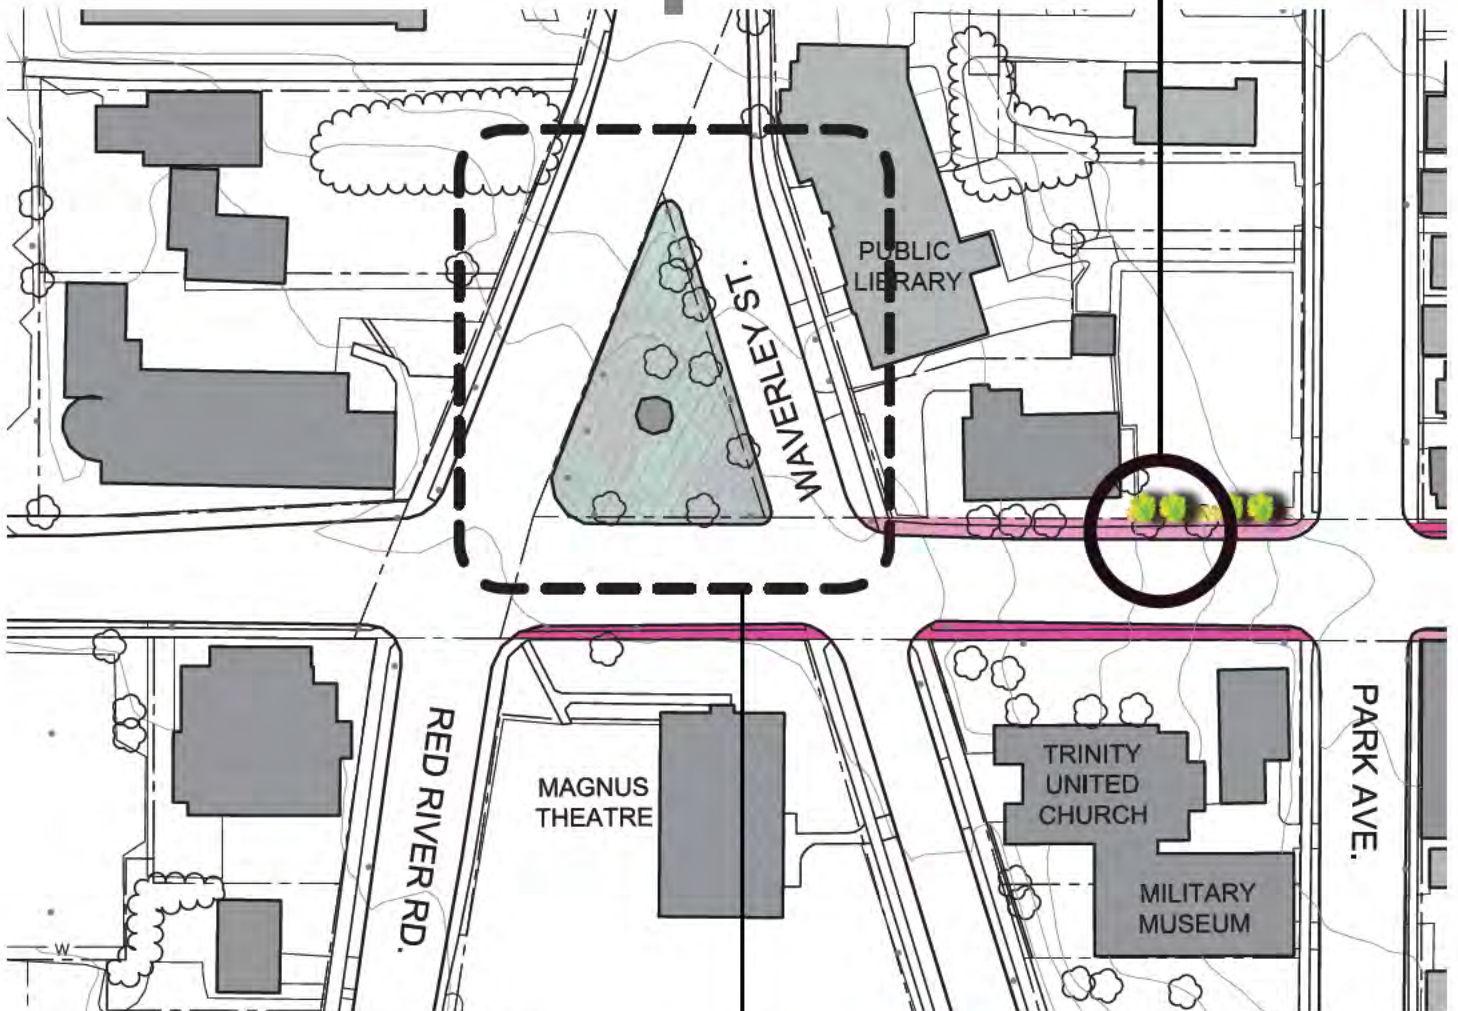 PUBLIC
LIBRARY
WAVERLEY ST.
RED RIVER RD.
MAGNUS
THEATRE
TRINITY
UNITED
CHURCH
MILITARY
MUSEUM
PARK AVE.
W